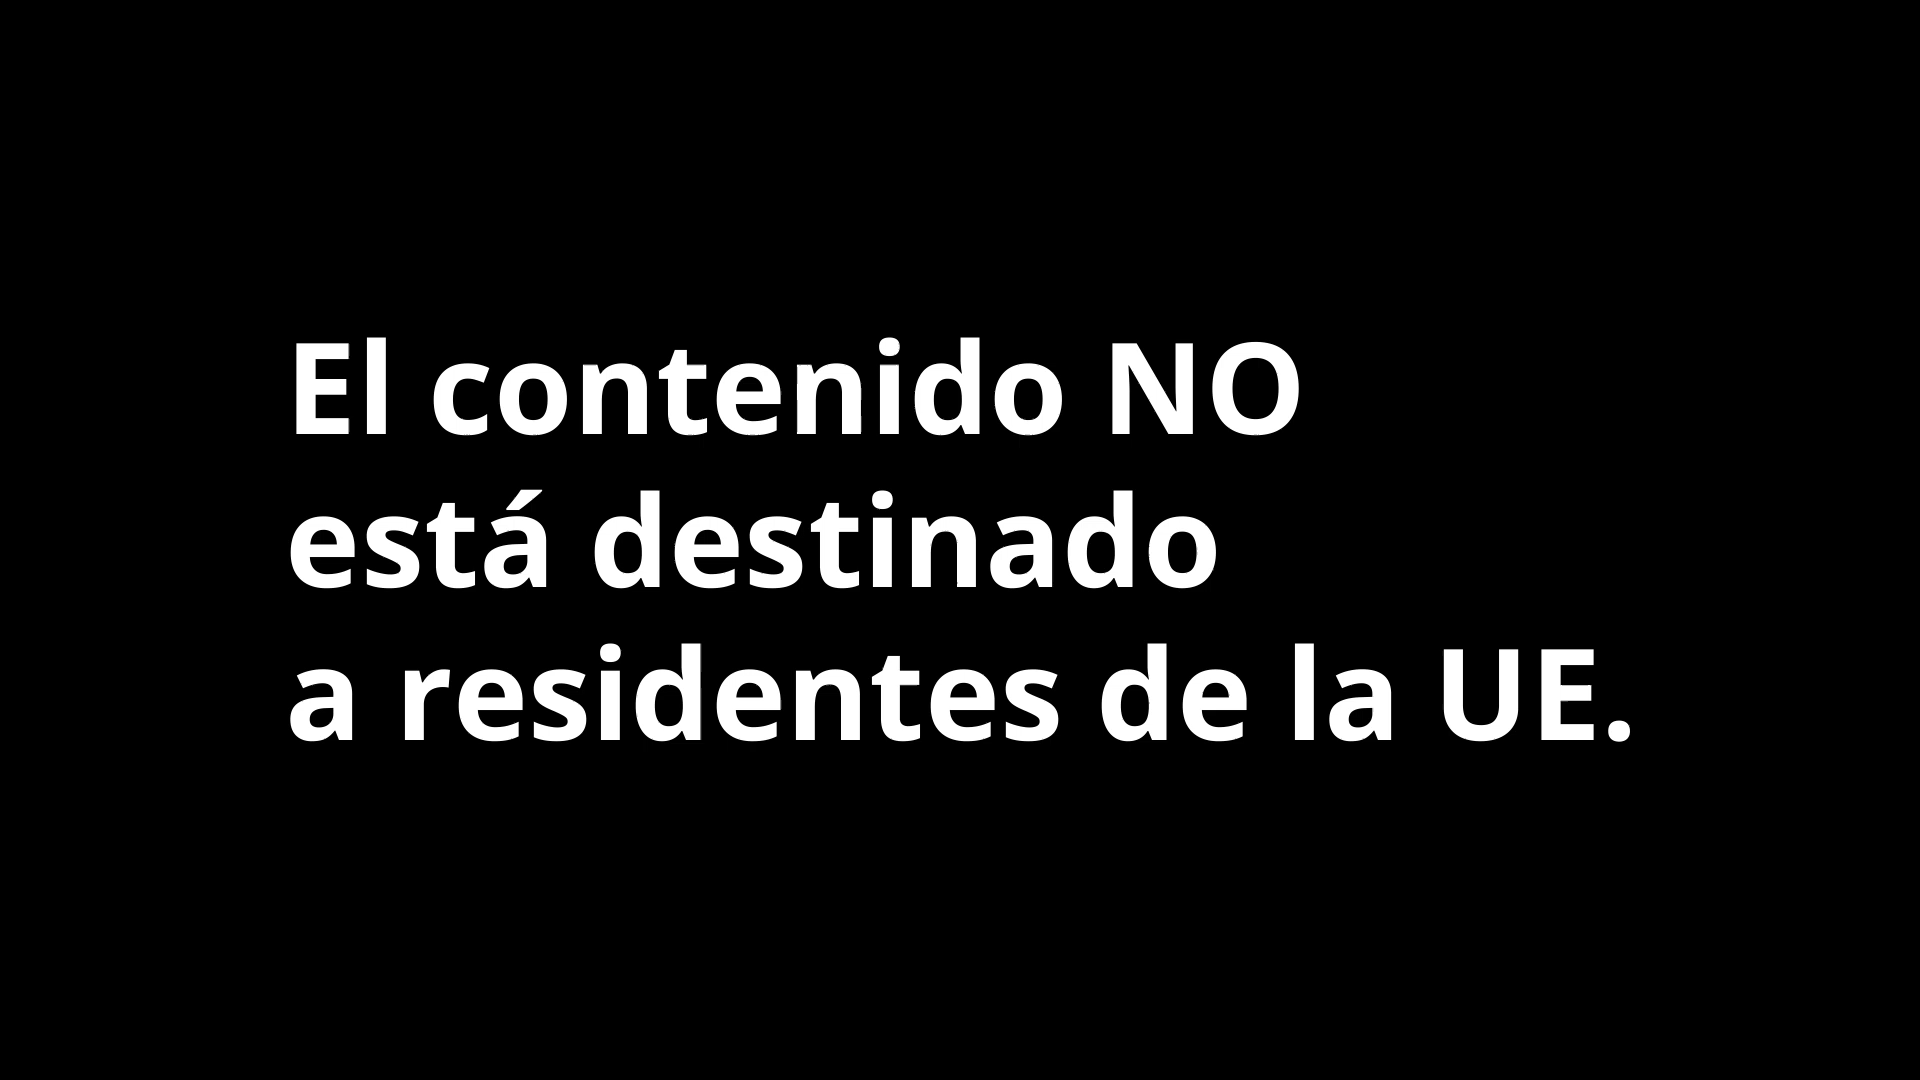 El contenido NO
está destinado
a residentes de la UE.